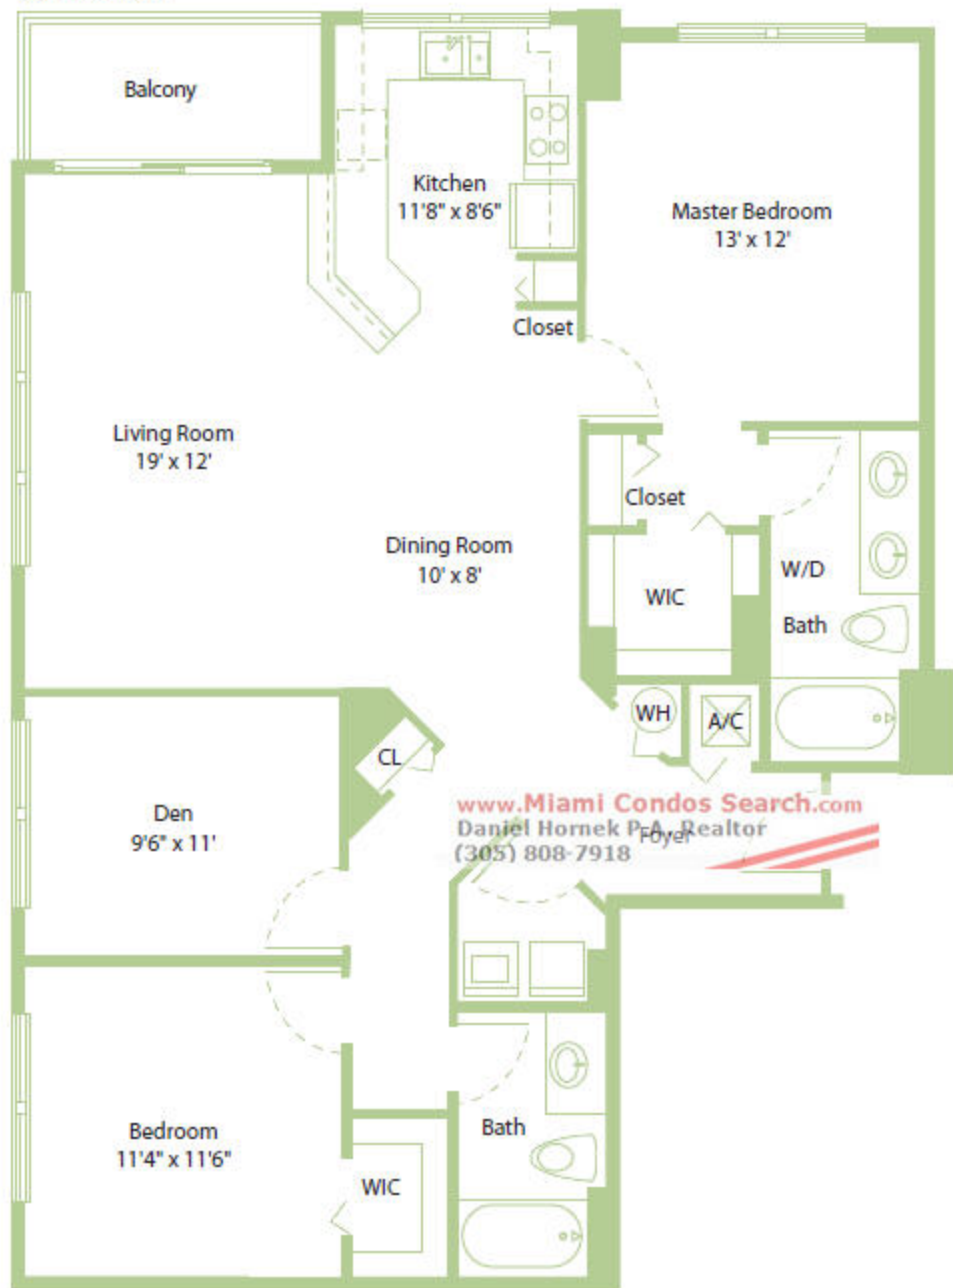 Balcony
Kitchen
11'8" x 8'6"
Master Bedroom
13' x 12'
Closet
Living Room
19' x 12'
Closet
Dining Room
10' x 8'
W/D
WIC
Bath
WH
A/C
CL
www.Miami Condos Search.com
Den
9'6" x 11'
Daniel Hornek P.A. Realtor
Foyer
(305) 808-7918
Bedroom
11'4" x 11'6"
Bath
WIC